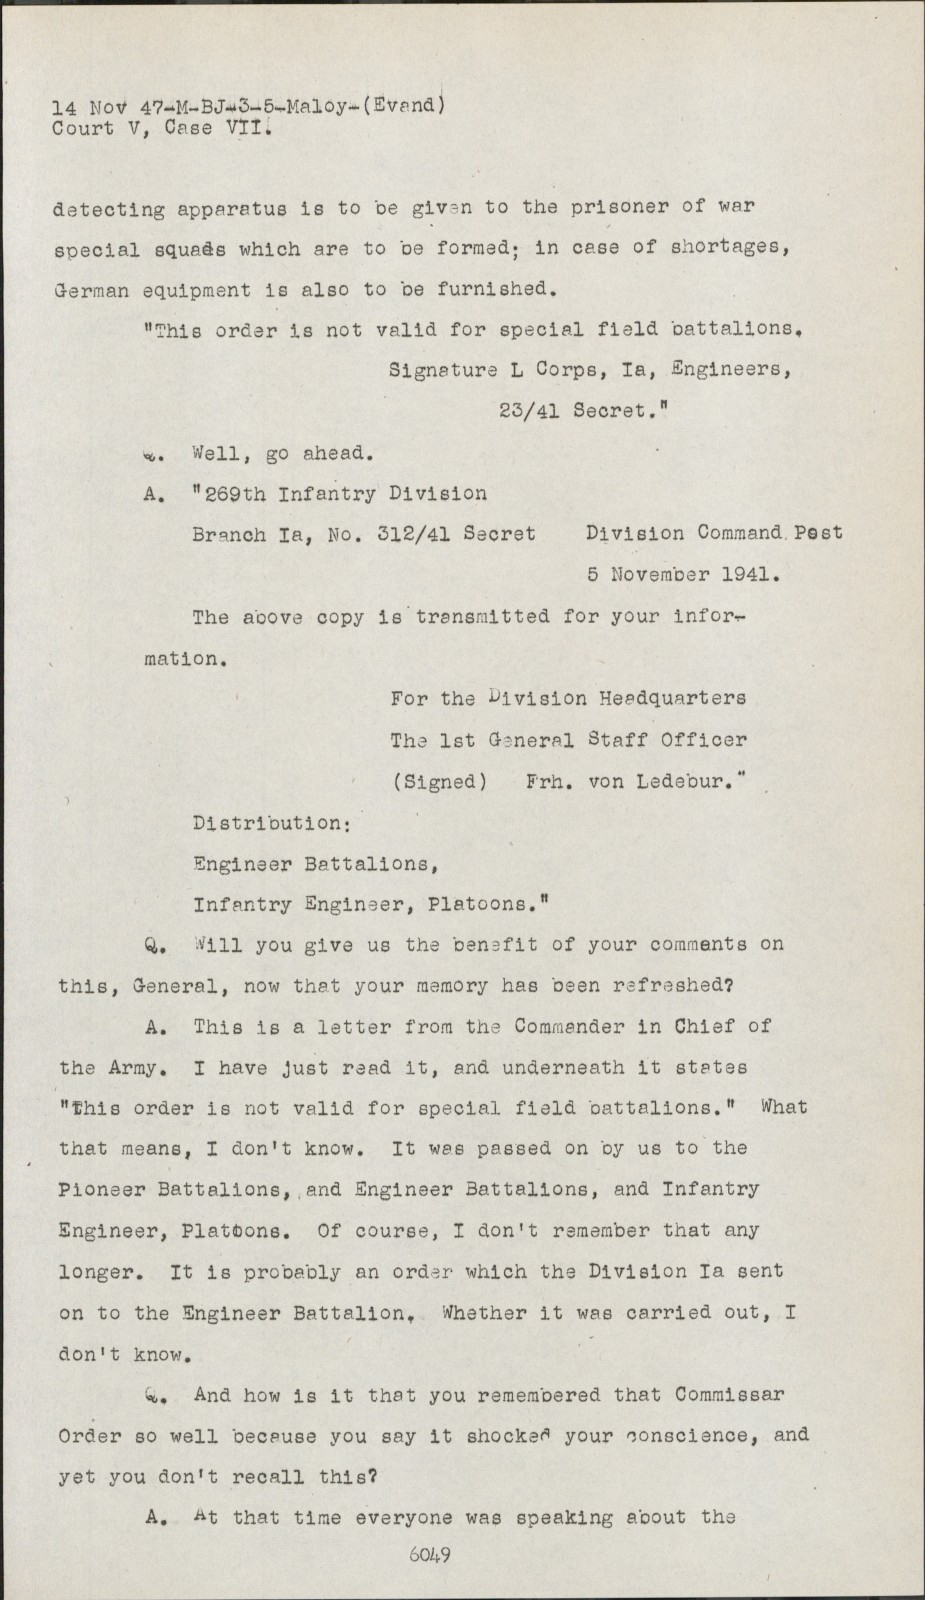 14 Nov 47-M-BJ-3-5-Maloy-(Evand)
Court V, Case VII.
detecting apparatus is to be given to the prisoner of war
special squads which are to be formed; in case of shortages,
German equipment is also to be furnished.
"This order is not valid for special field battalions.
Signature L Corps, Ia, Engineers,
23/41 Secret."
Q. Well, go ahead.
A. "269th Infantry Division
Branch Ia, No. 312/41 Secret Division Command Post
5 November 1941.
The above copy is transmitted for your infor-
mation.
For the Division Headquarters
The 1st General Staff Officer
(Signed) Frh. von Ledebur."
Distribution:
Engineer Battalions,
Infantry Engineer, Platoons."
Q. Will you give us the benefit of your comments on
this, General, now that your memory has been refreshed?
A. This is a letter from the Commander in Chief of
the Army. I have just read it, and underneath it states
"This order is not valid for special field battalions." What
that means, I don't know. It was passed on by us to the
Pioneer Battalions, and Engineer Battalions, and Infantry
Engineer, Platoons. Of course, I don't remember that any
longer. It is probably an order which the Division Ia sent
on to the Engineer Battalion. Whether it was carried out, I
don't know.
Q. And how is it that you remembered that Commissar
Order so well because you say it shocked your conscience, and
yet you don't recall this?
A. At that time everyone was speaking about the
6049